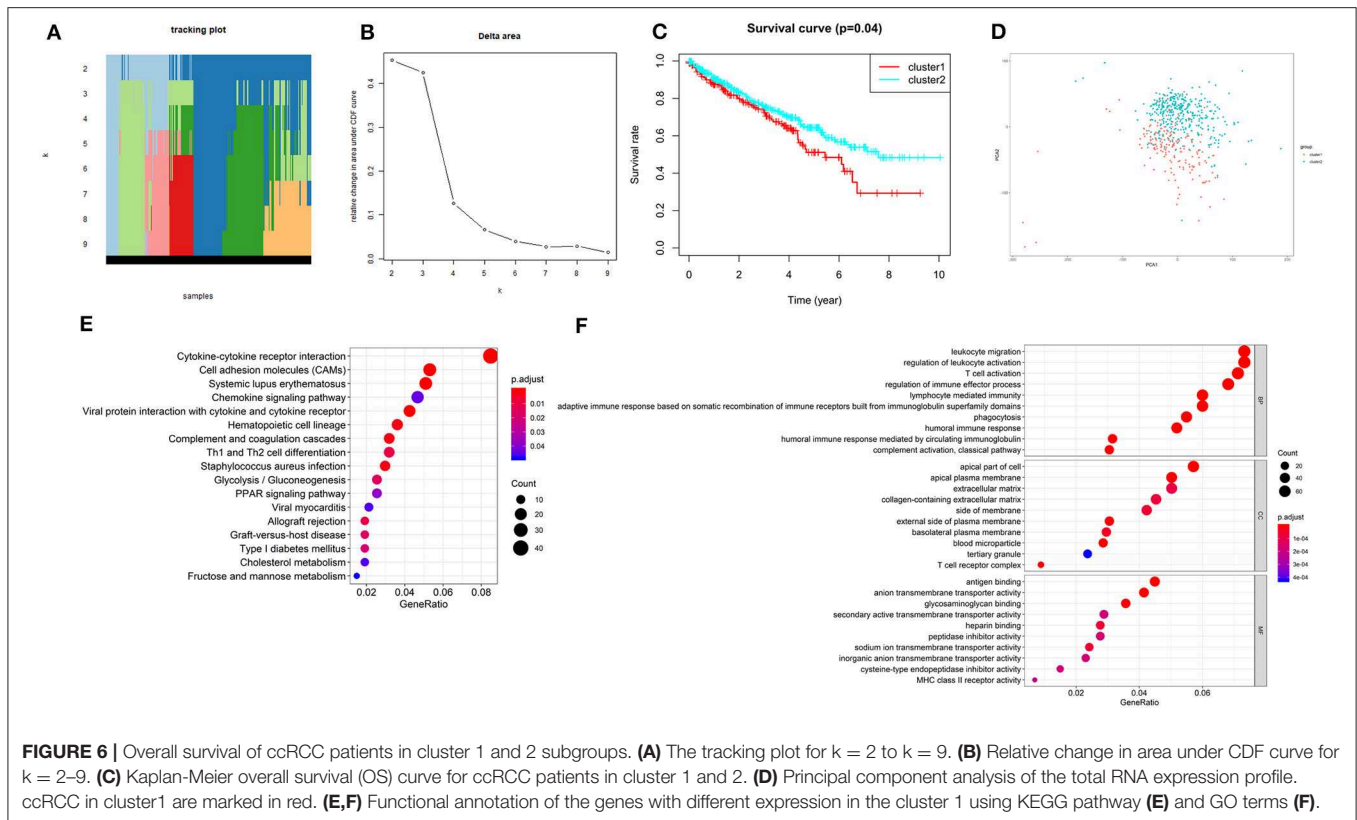 A
tracking plot
2
3
4
5
6
7
8
9
k
samples
B
Delta area
relative change in area under CDF curve
0.4
0.3
0.2
0.1
0.0
2 3 4 5 6 7 8 9
k
C
Survival curve (p=0.04)
cluster1
cluster2
Survival rate
1.0
0.8
0.6
0.4
0.2
0.0
0 2 4 6 8 10
Time (year)
D
PCA2
100
0
-100
-200 -100 0 100 200
PCA1
group
cluster1
cluster2
E
Cytokine-cytokine receptor interaction
Cell adhesion molecules (CAMs)
Systemic lupus erythematosus
Chemokine signaling pathway
Viral protein interaction with cytokine and cytokine receptor
Hematopoietic cell lineage
Complement and coagulation cascades
Th1 and Th2 cell differentiation
Staphylococcus aureus infection
Glycolysis / Gluconeogenesis
PPAR signaling pathway
Viral myocarditis
Allograft rejection
Graft-versus-host disease
Type I diabetes mellitus
Cholesterol metabolism
Fructose and mannose metabolism
0.02 0.04 0.06 0.08
GeneRatio
p.adjust
0.01
0.02
0.03
0.04
Count
10
20
30
40
F
leukocyte migration
regulation of leukocyte activation
T cell activation
regulation of immune effector process
lymphocyte mediated immunity
adaptive immune response based on somatic recombination of immune receptors built from immunoglobulin superfamily domains
phagocytosis
humoral immune response
humoral immune response mediated by circulating immunoglobulin
complement activation, classical pathway
BP
apical part of cell
apical plasma membrane
extracellular matrix
collagen-containing extracellular matrix
side of membrane
external side of plasma membrane
basolateral plasma membrane
blood microparticle
tertiary granule
T cell receptor complex
CC
antigen binding
anion transmembrane transporter activity
glycosaminoglycan binding
secondary active transmembrane transporter activity
heparin binding
peptidase inhibitor activity
sodium ion transmembrane transporter activity
inorganic anion transmembrane transporter activity
cysteine-type endopeptidase inhibitor activity
MHC class II receptor activity
MF
0.02 0.04 0.06
GeneRatio
Count
20
40
60
p.adjust
1e-04
2e-04
3e-04
4e-04
FIGURE 6 | Overall survival of ccRCC patients in cluster 1 and 2 subgroups. (A) The tracking plot for k = 2 to k = 9. (B) Relative change in area under CDF curve for
k = 2–9. (C) Kaplan-Meier overall survival (OS) curve for ccRCC patients in cluster 1 and 2. (D) Principal component analysis of the total RNA expression profile.
ccRCC in cluster1 are marked in red. (E,F) Functional annotation of the genes with different expression in the cluster 1 using KEGG pathway (E) and GO terms (F).